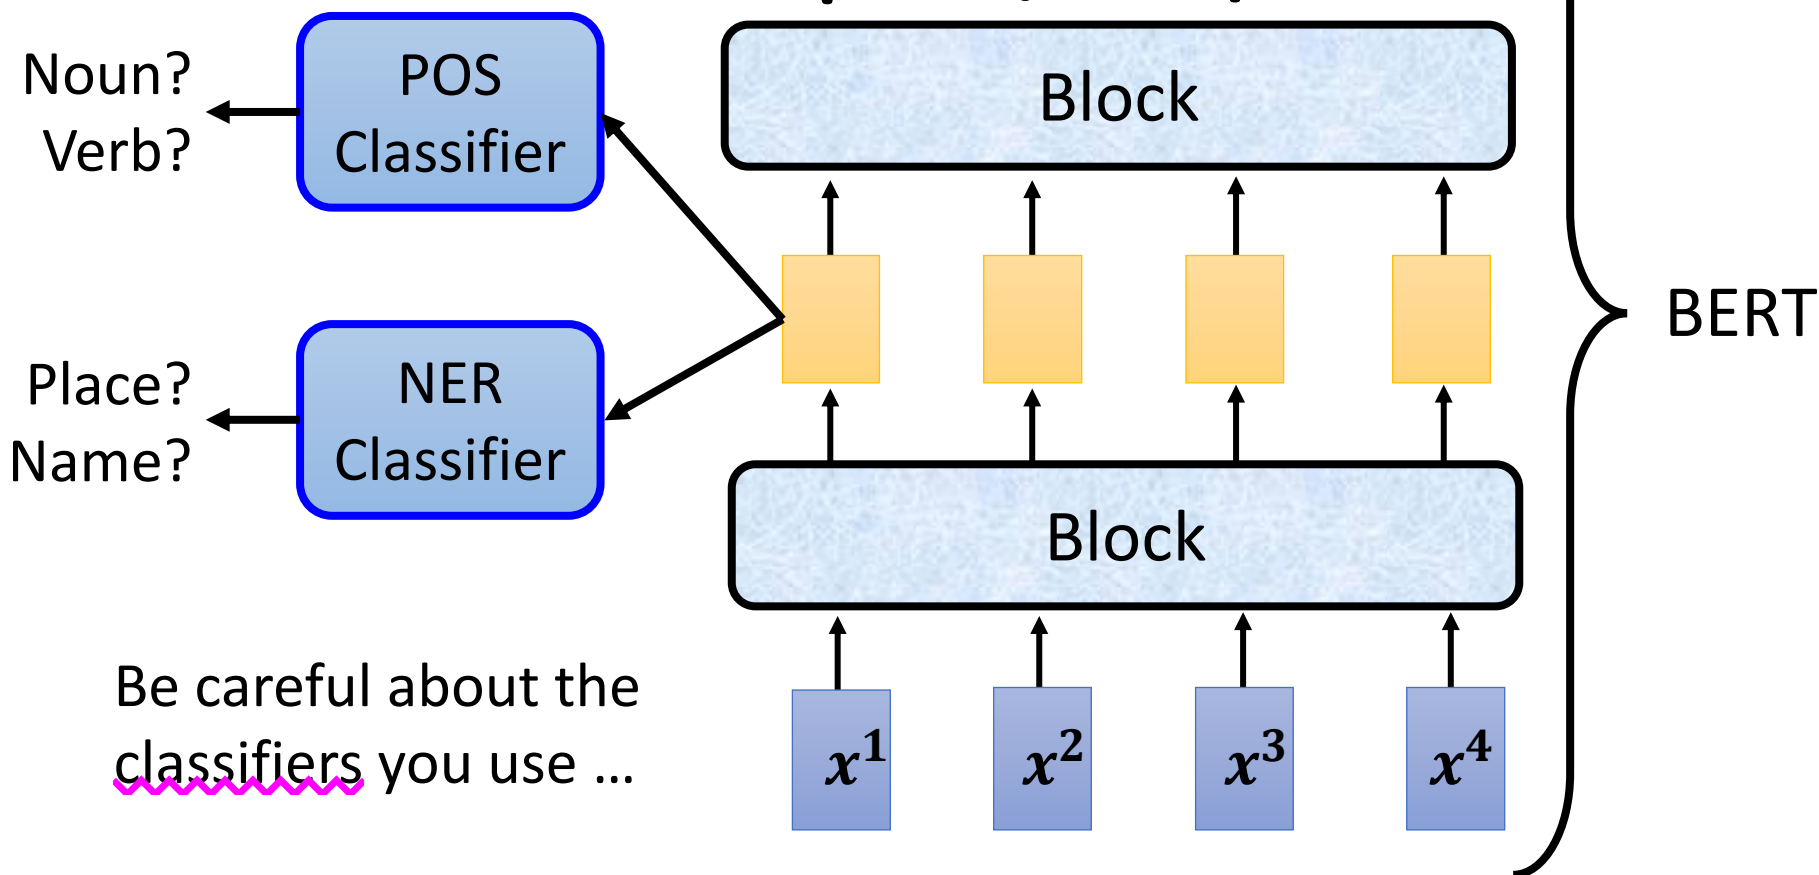 Noun?
Verb?
POS
Classifier
Block
Place?
Name?
NER
Classifier
BERT
Block
Be careful about the
classifiers you use ...
x¹ x² x³ x⁴